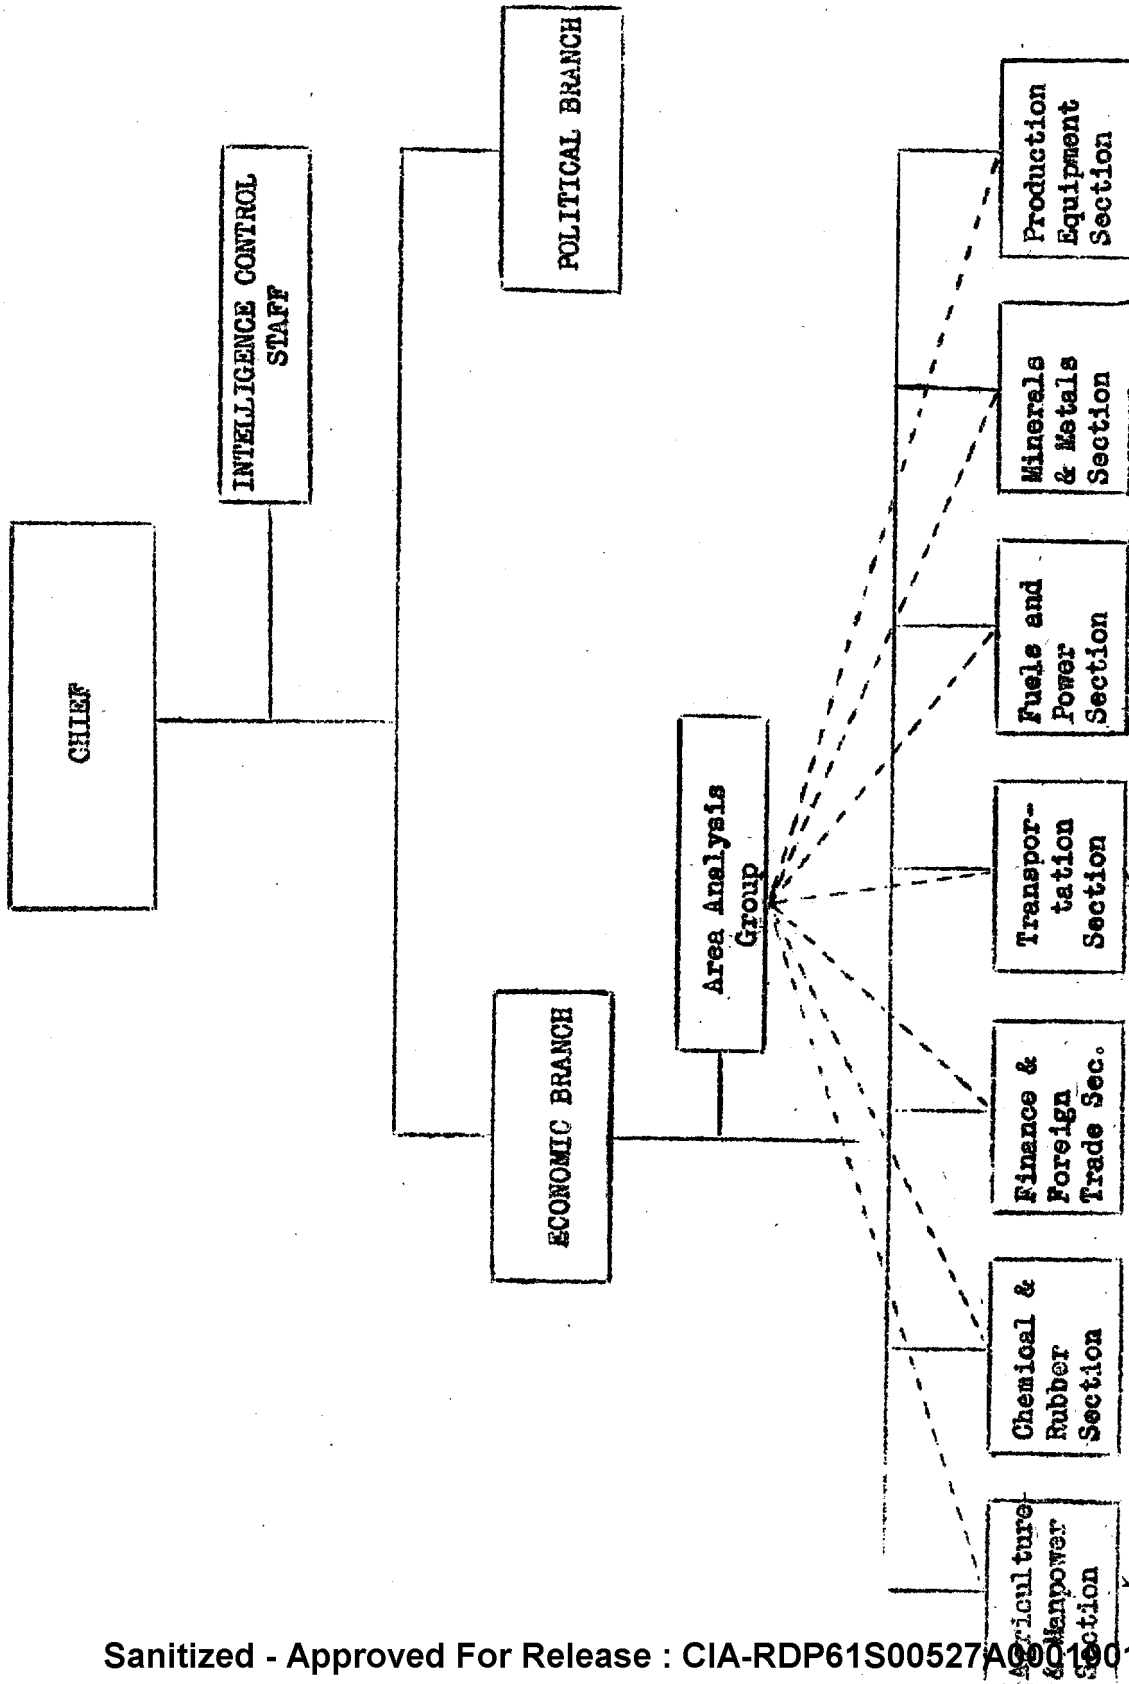 CHIEF
INTELLIGENCE CONTROL
STAFF
ECONOMIC BRANCH
POLITICAL BRANCH
Area Analysis
Group
Agriculture
& Manpower
Section
Chemical &
Rubber
Section
Finance &
Foreign
Trade Sec.
Transpor-
tation
Section
Fuels and
Power
Section
Minerals
& Metals
Section
Production
Equipment
Section
Sanitized - Approved For Release :